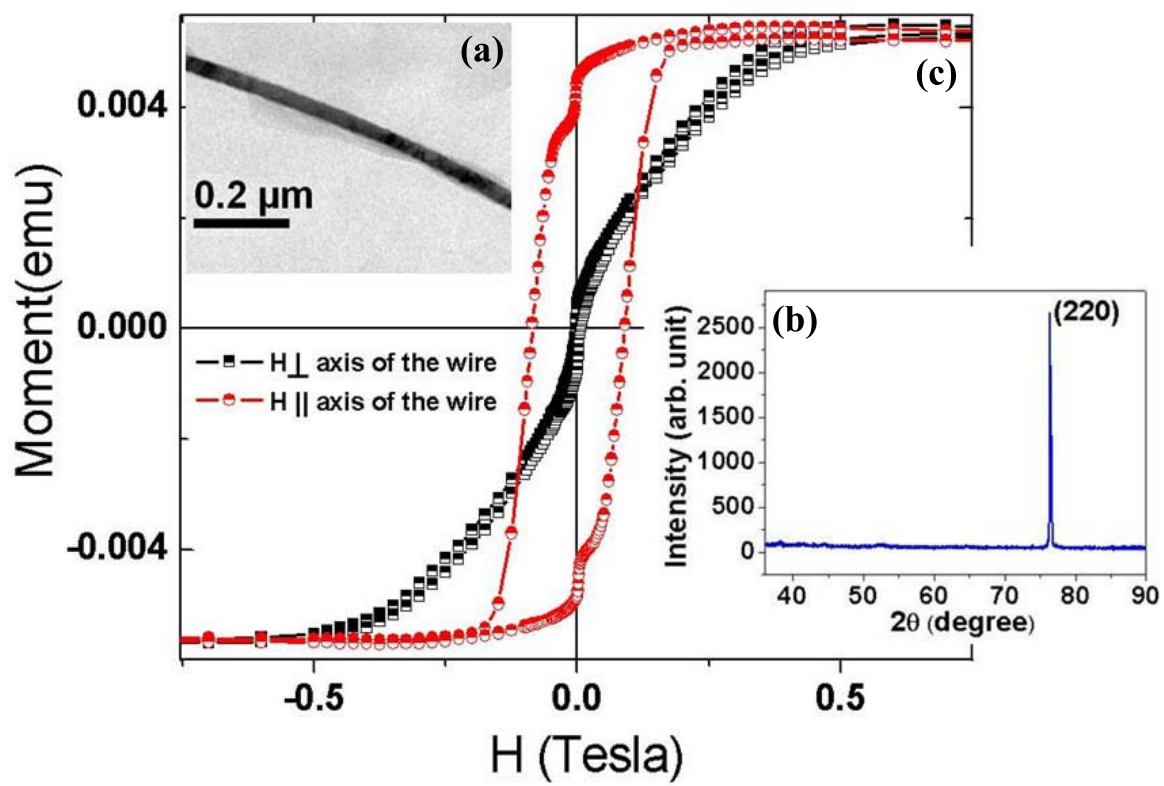 (a)
0.2 µm
(c)
0.004
0.000
-0.004
Moment(emu)
H⊥ axis of the wire
H || axis of the wire
(b)
(220)
2500
2000
1500
1000
500
0
Intensity (arb. unit)
40 50 60 70 80 90
2θ (degree)
-0.5 0.0 0.5
H (Tesla)